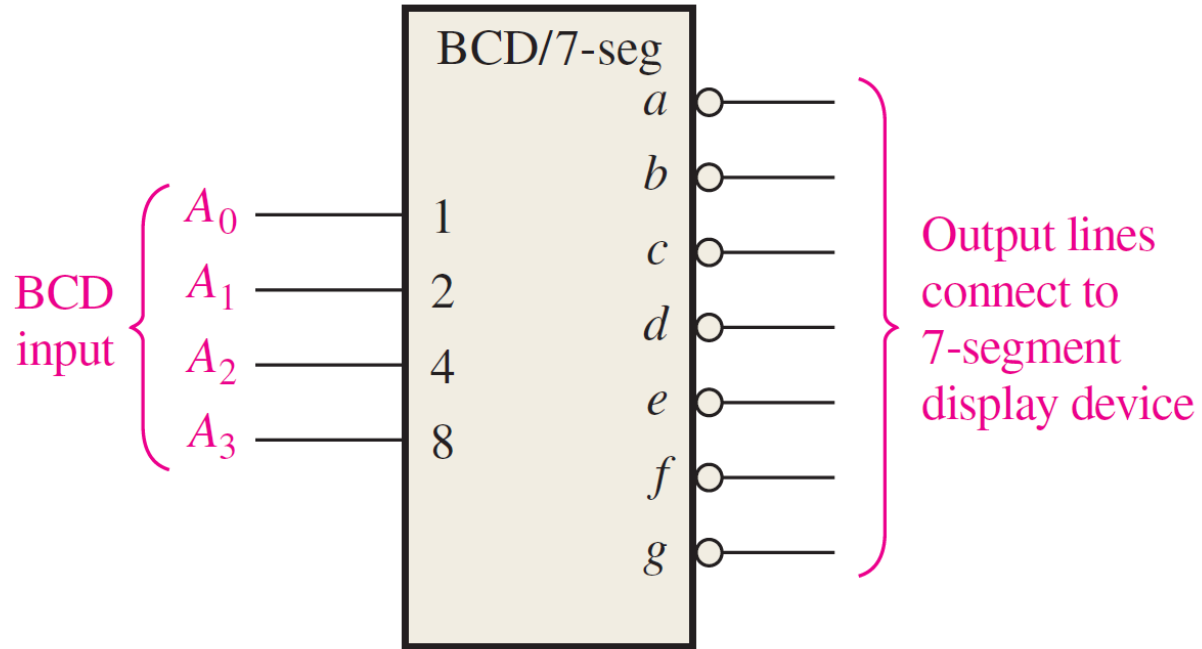 BCD/7-seg
BCD
input
A0
A1
A2
A3
1
2
4
8
a
b
c
d
e
f
g
Output lines
connect to
7-segment
display device